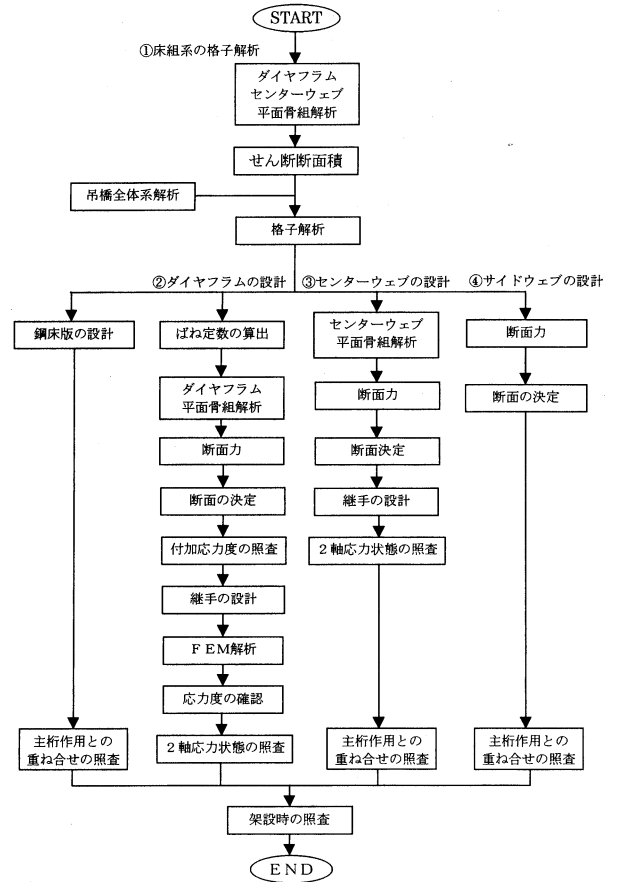 START
①床組系の格子解析
ダイヤフラム
センターウェブ
平面骨組解析
せん断断面積
吊橋全体系解析
格子解析
②ダイヤフラムの設計
③センターウェブの設計
④サイドウェブの設計
鋼床版の設計
ばね定数の算出
センターウェブ
平面骨組解析
断面力
ダイヤフラム
平面骨組解析
断面力
断面の決定
断面力
断面決定
断面の決定
継手の設計
付加応力度の照査
2軸応力状態の照査
継手の設計
FEM解析
応力度の確認
主桁作用との
重ね合せの照査
2軸応力状態の照査
主桁作用との
重ね合せの照査
主桁作用との
重ね合せの照査
架設時の照査
END